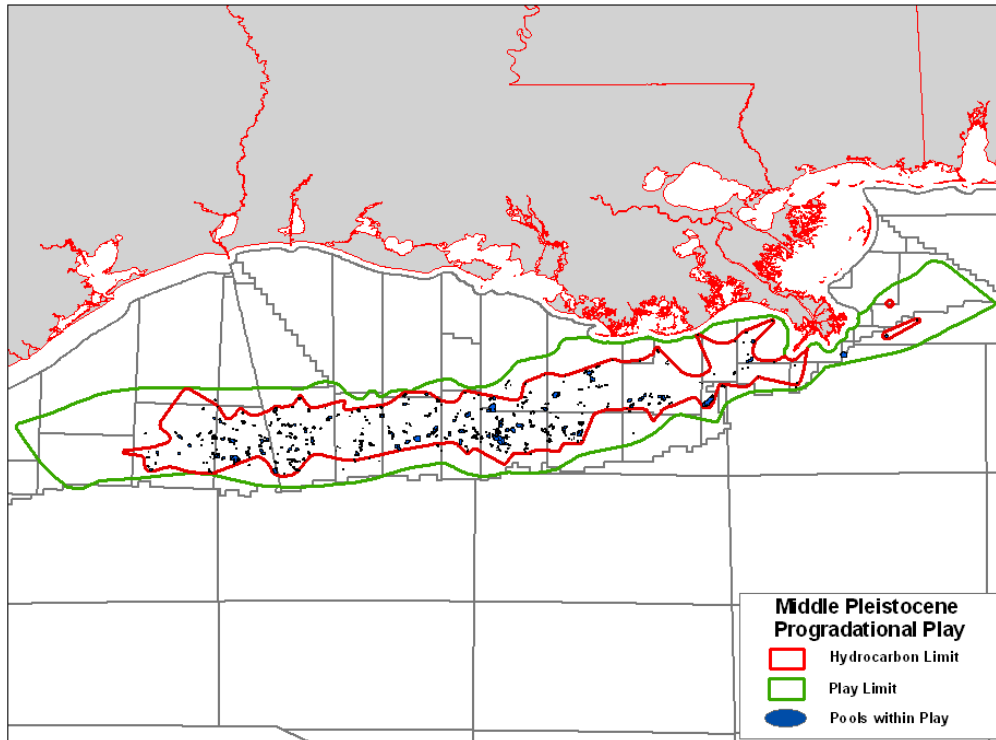 Middle Pleistocene
Progradational Play
Hydrocarbon Limit
Play Limit
Pools within Play